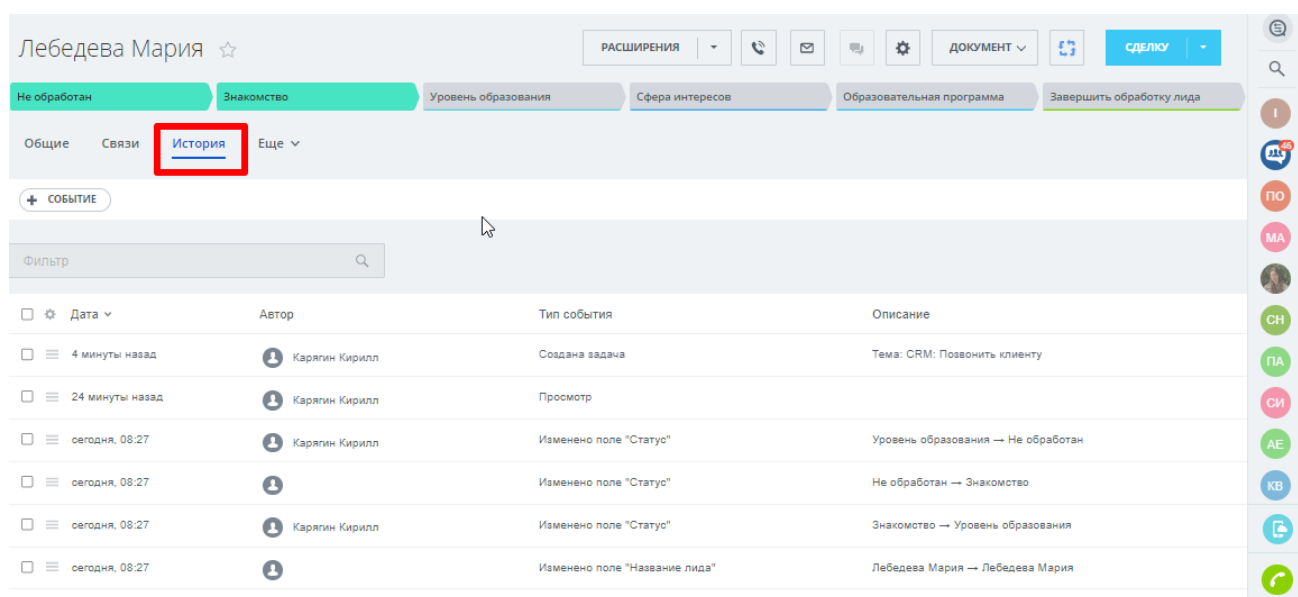 Лебедева Мария
РАСШИРЕНИЯ
ДОКУМЕНТ
СДЕЛКУ
Не обработан
Знакомство
Уровень образования
Сфера интересов
Образовательная программа
Завершить обработку лида
Общие
Связи
История
Еще
+ СОБЫТИЕ
Фильтр
Дата Автор Тип события Описание
4 минуты назад Карягин Кирилл Создана задача Тема: CRM: Позвонить клиенту
24 минуты назад Карягин Кирилл Просмотр
сегодня, 08:27 Карягин Кирилл Изменено поле "Статус" Уровень образования → Не обработан
сегодня, 08:27 Изменено поле "Статус" Не обработан → Знакомство
сегодня, 08:27 Карягин Кирилл Изменено поле "Статус" Знакомство → Уровень образования
сегодня, 08:27 Изменено поле "Название лида" Лебедева Мария → Лебедева Мария
I
46
ПО
МА
СН
ПА
СИ
АЕ
КВ